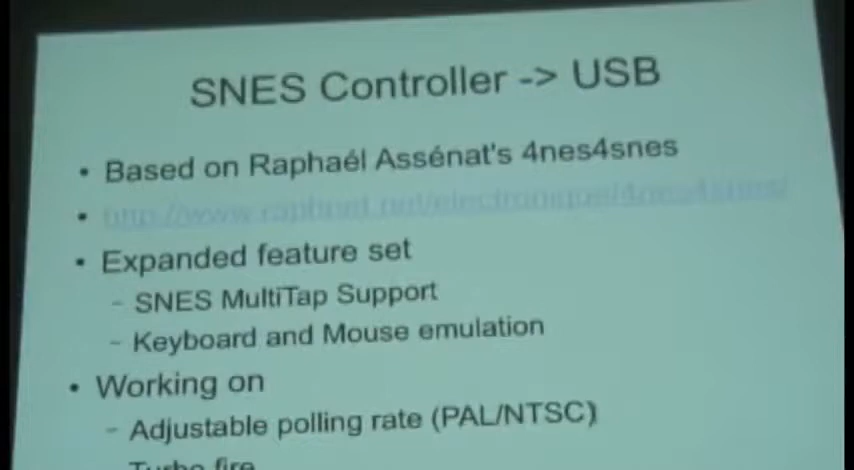 SNES Controller -> USB
• Based on Raphaél Assénat's 4nes4snes
• http://www.raphnet.net/electronique/4nes4snes/
• Expanded feature set
– SNES MultiTap Support
– Keyboard and Mouse emulation
• Working on
– Adjustable polling rate (PAL/NTSC)
Turbo fire